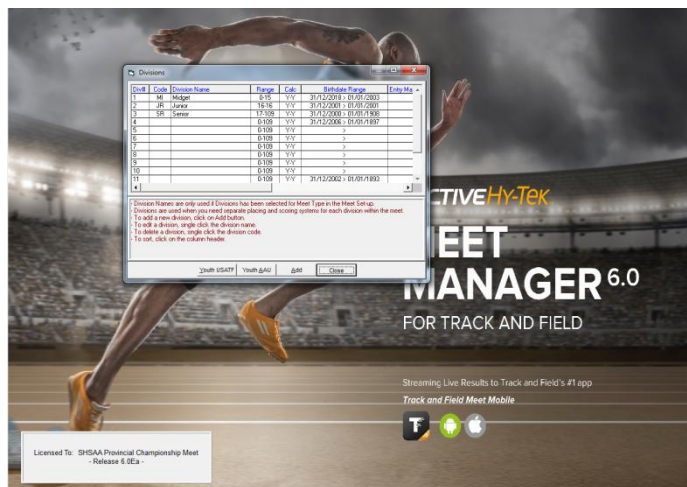 Divisions
Div# Code Division Name Range Calc Birthdate Range Entry Ma
1 MI Midget 0-15 Y-Y 31/12/2018 > 01/01/2003
2 JR Junior 16-16 Y-Y 31/12/2001 > 01/01/2001
3 SR Senior 17-109 Y-Y 31/12/2000 > 01/01/1908
4 0-109 Y-Y 31/12/2006 > 01/01/1897
5 0-109 Y-Y >
6 0-109 Y-Y >
7 0-109 Y-Y >
8 0-109 Y-Y >
9 0-109 Y-Y >
10 0-109 Y-Y >
11 0-109 Y-Y 31/12/2002 > 01/01/1893
- Division Names are only used if Divisions has been selected for Meet Type in the Meet Set-up.
- Divisions are used when you need separate placing and scoring systems for each division within the meet.
- To add a new division, click on Add button.
- To edit a division, single click the division name.
- To delete a division, single click the division code.
- To sort, click on the column header.
Youth USATF Youth AAU Add Close
CTIVE Hy-Tek
MEET
MANAGER 6.0
FOR TRACK AND FIELD
Streaming Live Results to Track and Field's #1 app
Track and Field Meet Mobile
TF
Licensed To: SHSAA Provincial Championship Meet
- Release 6.0Ea -